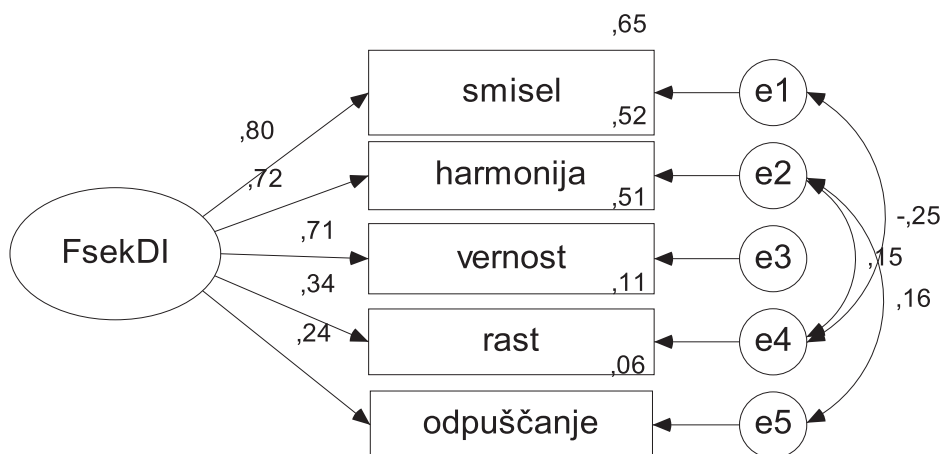 ,65
smisel
e1
,80
,52
harmonija
e2
,72
,51
-,25
FsekDI
,71
vernost
e3
,15
,34
,11
,16
rast
e4
,24
,06
odpuščanje
e5